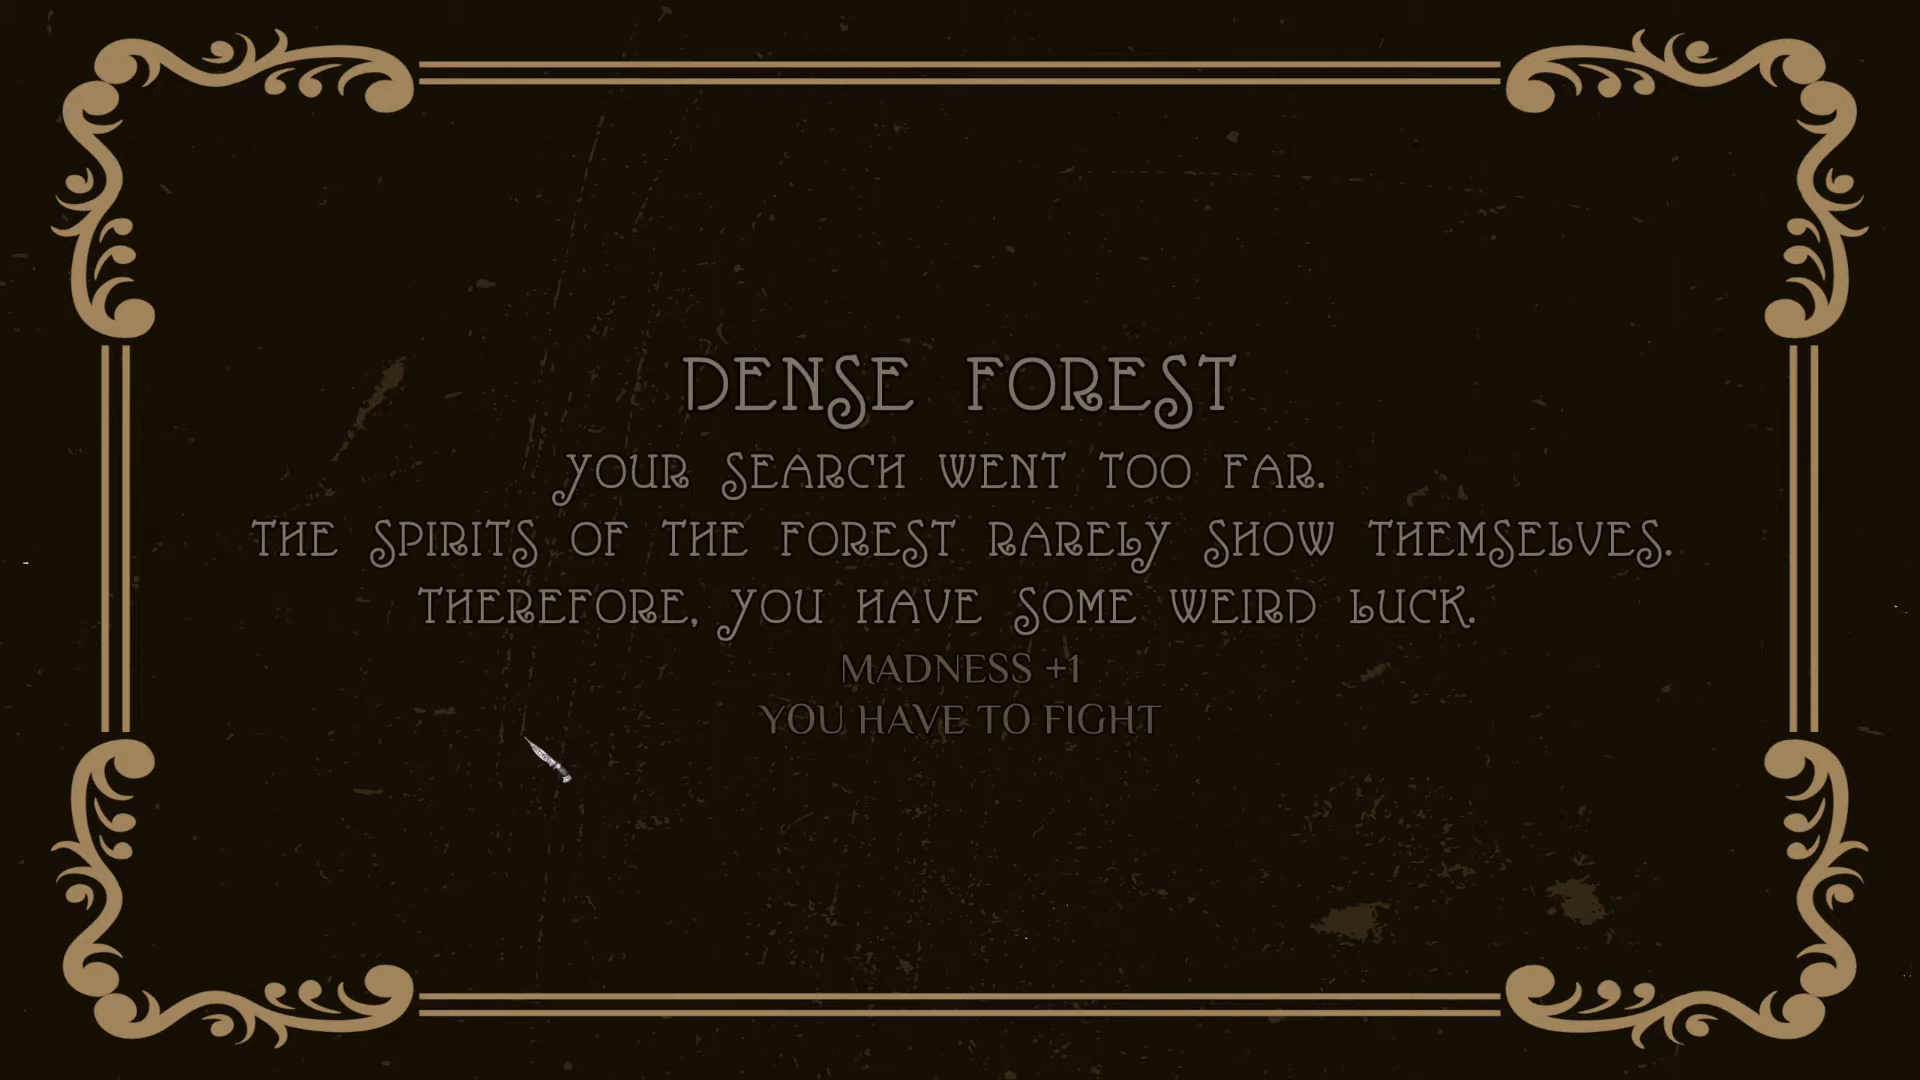 DENSE FOREST
YOUR SEARCH WENT TOO FAR.
THE SPIRITS OF THE FOREST RARELY SHOW THEMSELVES.
THEREFORE, YOU HAVE SOME WEIRD LUCK.
MADNESS +1
YOU HAVE TO FIGHT